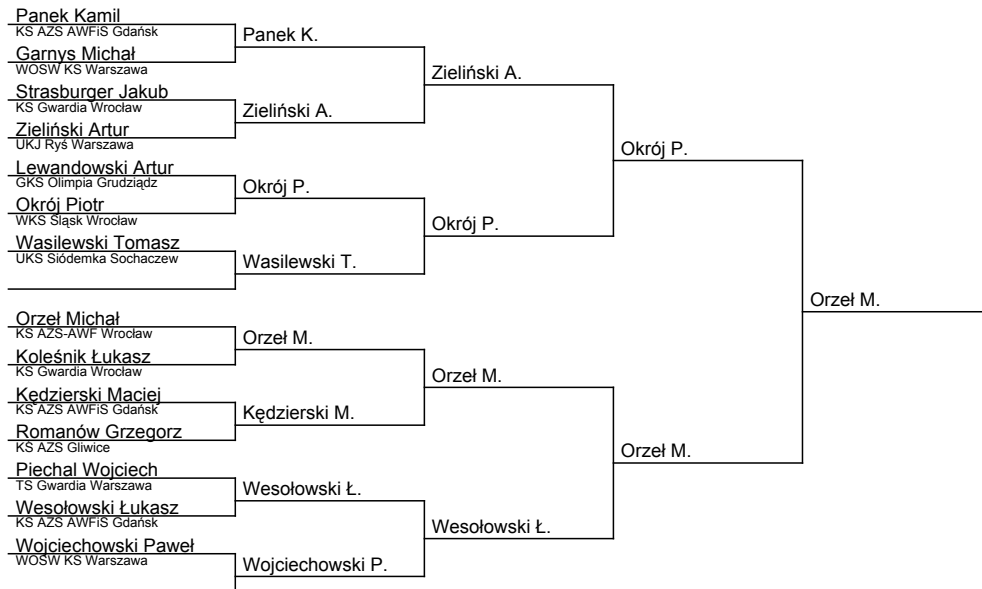 Panek Kamil
KS AZS AWFiS Gdańsk
Panek K.
Garnys Michał
WOSW KS Warszawa
Zieliński A.
Strasburger Jakub
KS Gwardia Wrocław
Zieliński A.
Zieliński Artur
UKJ Ryś Warszawa
Okrój P.
Lewandowski Artur
GKS Olimpia Grudziądz
Okrój P.
Okrój Piotr
WKS Śląsk Wrocław
Okrój P.
Wasilewski Tomasz
UKS Siódemka Sochaczew
Wasilewski T.
Orzeł M.
Orzeł Michał
KS AZS-AWF Wrocław
Orzeł M.
Koleśnik Łukasz
KS Gwardia Wrocław
Orzeł M.
Kędzierski Maciej
KS AZS AWFiS Gdańsk
Kędzierski M.
Romanów Grzegorz
KS AZS Gliwice
Orzeł M.
Piechal Wojciech
TS Gwardia Warszawa
Wesołowski Ł.
Wesołowski Łukasz
KS AZS AWFiS Gdańsk
Wesołowski Ł.
Wojciechowski Paweł
WOSW KS Warszawa
Wojciechowski P.